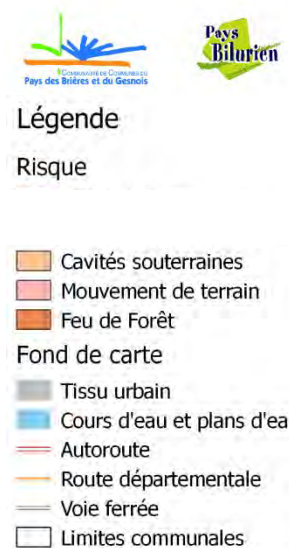 Pays
Bilurien
COMMUNAUTÉ DE COMMUNES DU
Pays des Brières et du Gesnois
Légende
Risque
Cavités souterraines
Mouvement de terrain
Feu de Forêt
Fond de carte
Tissu urbain
Cours d'eau et plans d'ea
Autoroute
Route départementale
Voie ferrée
Limites communales